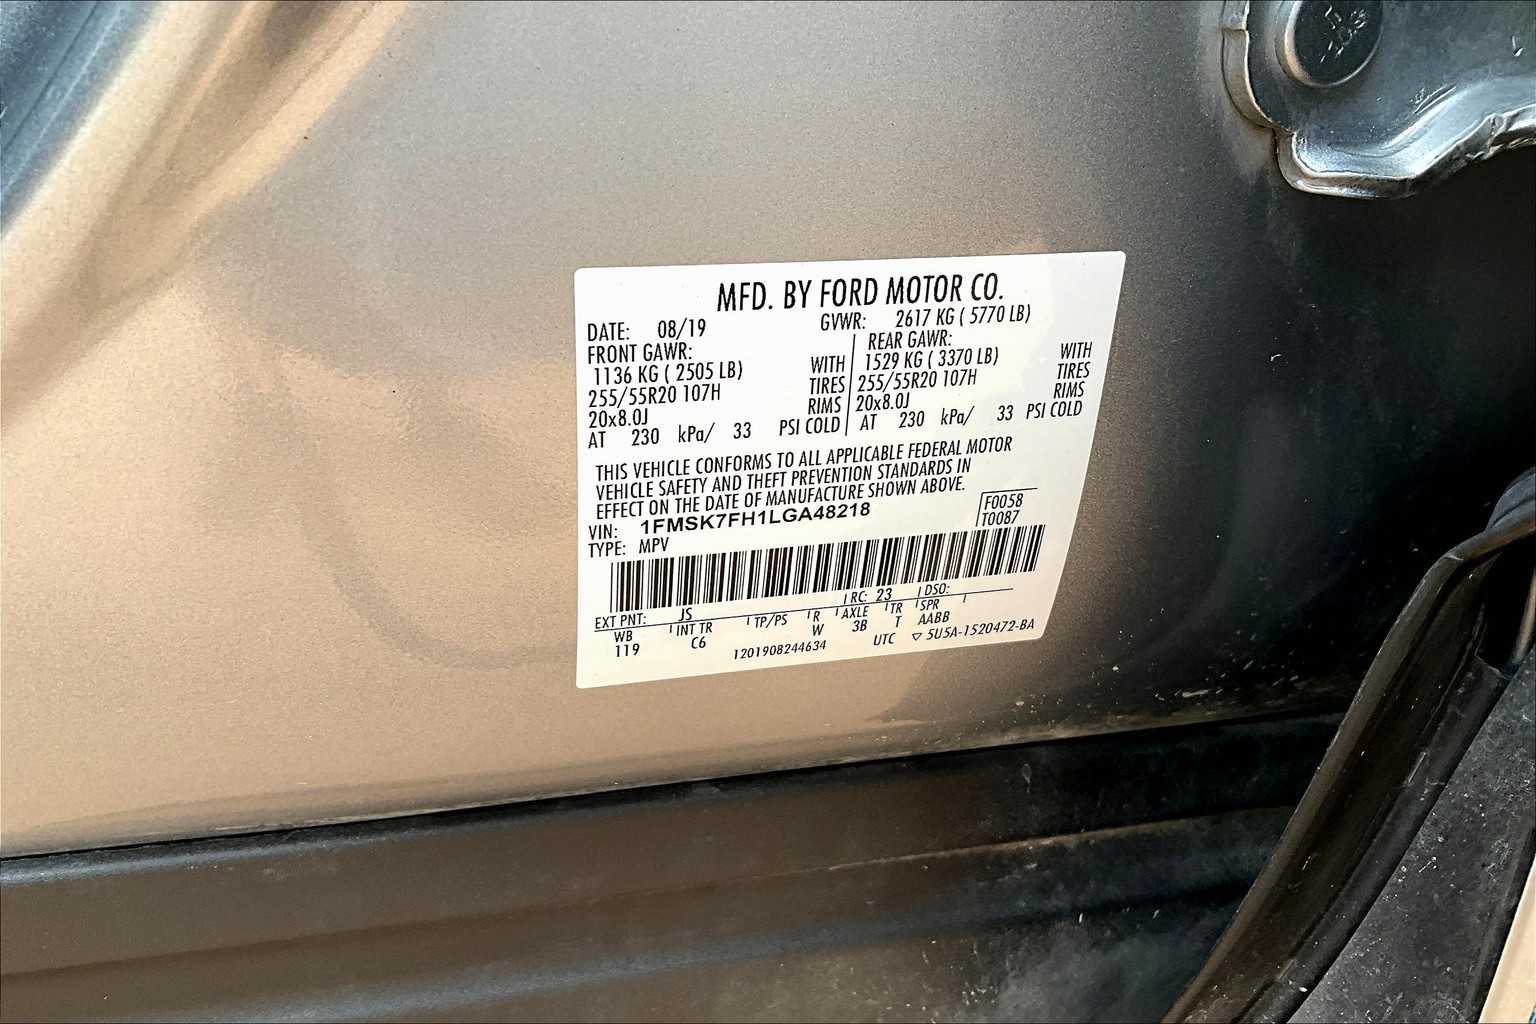 MFD. BY FORD MOTOR CO.
DATE: 08/19 GVWR: 2617 KG ( 5770 LB)
FRONT GAWR: REAR GAWR:
1136 KG ( 2505 LB) WITH 1529 KG ( 3370 LB) WITH
255/55R20 107H TIRES 255/55R20 107H TIRES
20x8.0J RIMS 20x8.0J RIMS
AT 230 kPa/ 33 PSI COLD AT 230 kPa/ 33 PSI COLD
THIS VEHICLE CONFORMS TO ALL APPLICABLE FEDERAL MOTOR
VEHICLE SAFETY AND THEFT PREVENTION STANDARDS IN
EFFECT ON THE DATE OF MANUFACTURE SHOWN ABOVE.
VIN: 1FMSK7FH1LGA48218 F0058
TYPE: MPV T0087
EXT PNT: JS RC: 23 DSO:
WB INT TR TP/PS R AXLE TR SPR
119 C6 W 3B T AABB
1201908244634 UTC ▽ 5U5A-1520472-BA